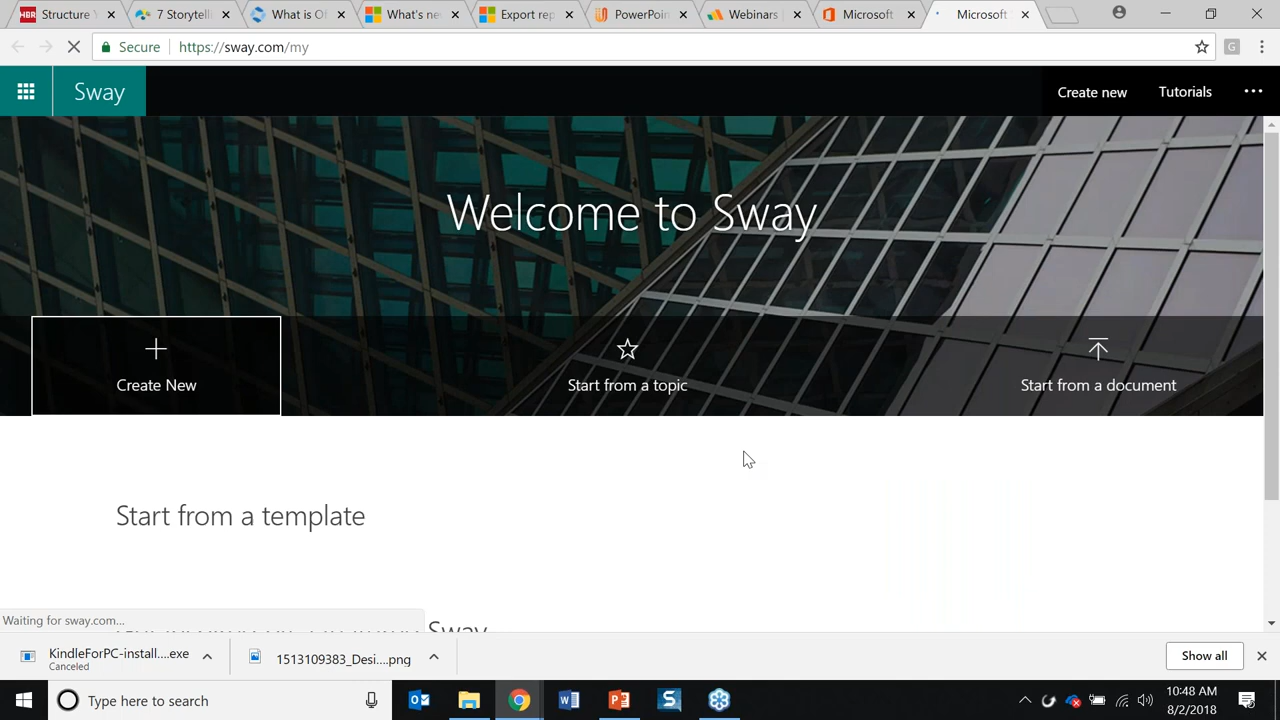 HBR Structure
7 Storytelli
What is Of
What's ne
Export rep
PowerPoin
Webinars
Microsoft
Microsoft
Secure
https://sway.com/my
G
Sway
Create new
Tutorials
Welcome to Sway
Create New
Start from a topic
Start from a document
Start from a template
Sway
Waiting for sway.com...
KindleForPC-install....exe
Canceled
1513109383_Desi....png
Show all
Type here to search
10:48 AM
8/2/2018